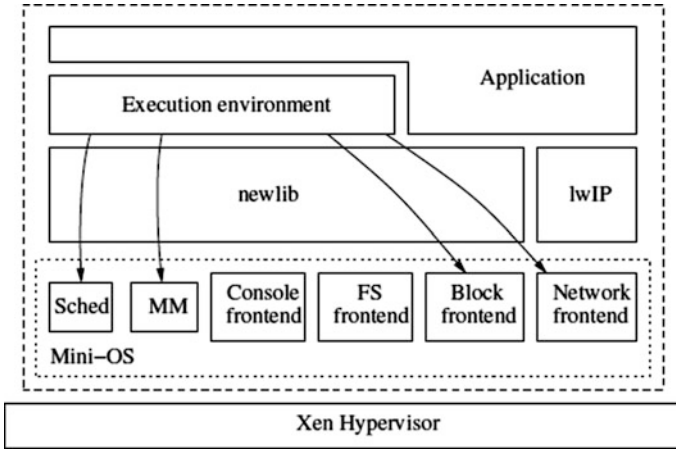 Application
Execution environment
newlib
lwIP
Sched
MM
Console
frontend
FS
frontend
Block
frontend
Network
frontend
Mini−OS
Xen Hypervisor